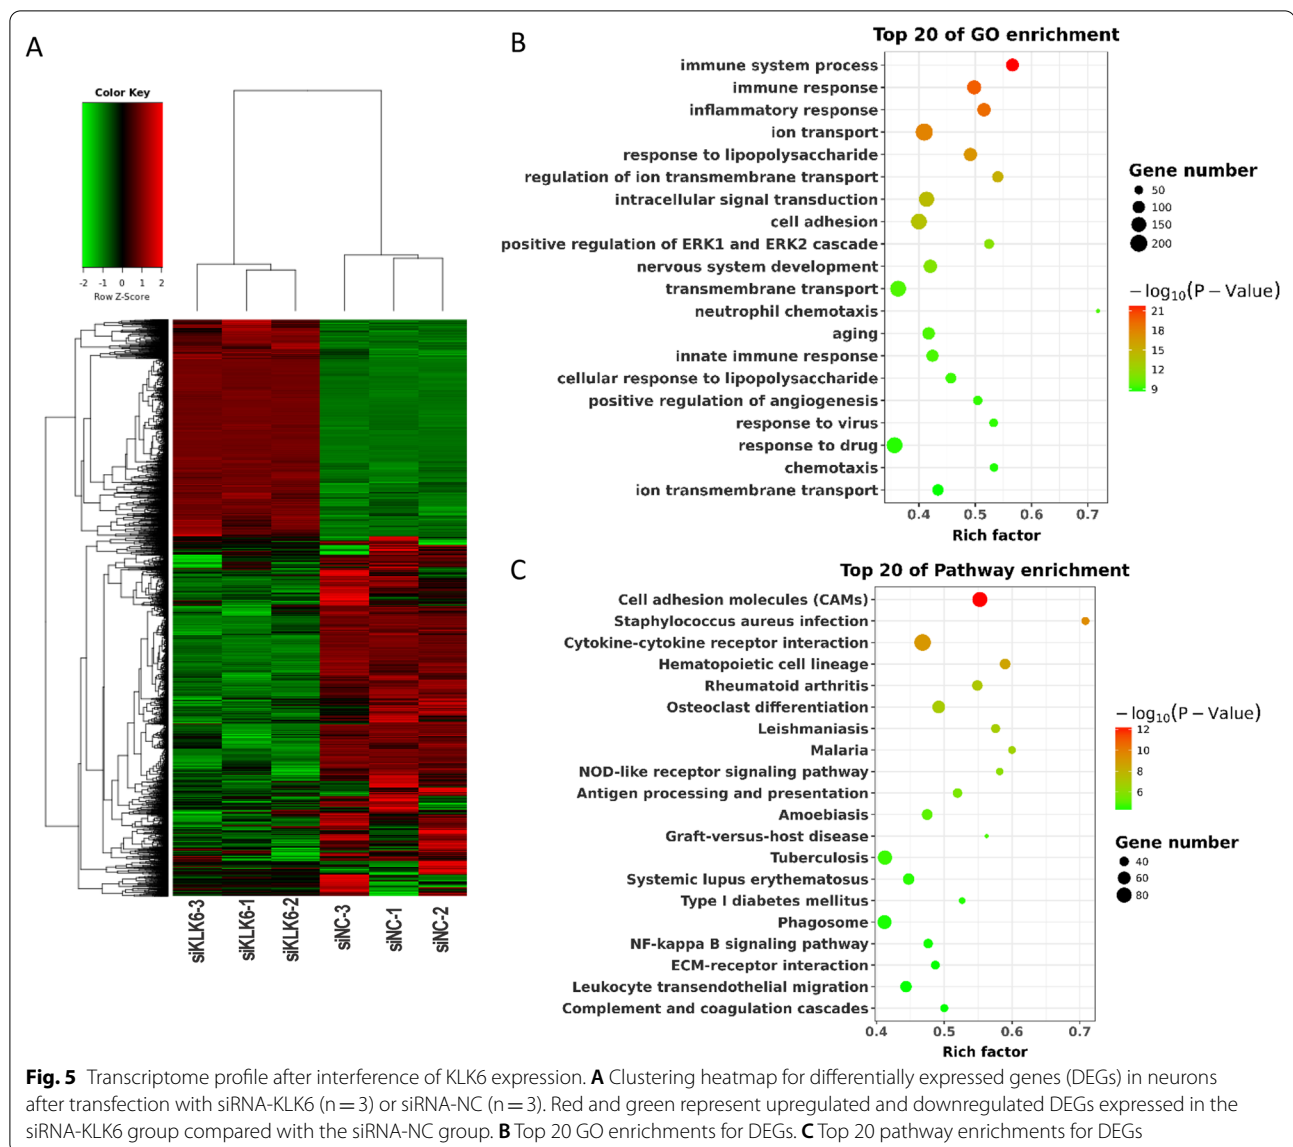 A
Color Key
-2 -1 0 1 2
Row Z-Score
siKLK6-3
siKLK6-1
siKLK6-2
siNC-3
siNC-1
siNC-2
B
Top 20 of GO enrichment
immune system process
immune response
inflammatory response
ion transport
response to lipopolysaccharide
regulation of ion transmembrane transport
intracellular signal transduction
cell adhesion
positive regulation of ERK1 and ERK2 cascade
nervous system development
transmembrane transport
neutrophil chemotaxis
aging
innate immune response
cellular response to lipopolysaccharide
positive regulation of angiogenesis
response to virus
response to drug
chemotaxis
ion transmembrane transport
0.4 0.5 0.6 0.7
Rich factor
Gene number
50
100
150
200
−log₁₀(P−Value)
21
18
15
12
9
C
Top 20 of Pathway enrichment
Cell adhesion molecules (CAMs)
Staphylococcus aureus infection
Cytokine-cytokine receptor interaction
Hematopoietic cell lineage
Rheumatoid arthritis
Osteoclast differentiation
Leishmaniasis
Malaria
NOD-like receptor signaling pathway
Antigen processing and presentation
Amoebiasis
Graft-versus-host disease
Tuberculosis
Systemic lupus erythematosus
Type I diabetes mellitus
Phagosome
NF-kappa B signaling pathway
ECM-receptor interaction
Leukocyte transendothelial migration
Complement and coagulation cascades
0.4 0.5 0.6 0.7
Rich factor
−log₁₀(P−Value)
12
10
8
6
Gene number
40
60
80
Fig. 5 Transcriptome profile after interference of KLK6 expression. A Clustering heatmap for differentially expressed genes (DEGs) in neurons
after transfection with siRNA-KLK6 (n = 3) or siRNA-NC (n = 3). Red and green represent upregulated and downregulated DEGs expressed in the
siRNA-KLK6 group compared with the siRNA-NC group. B Top 20 GO enrichments for DEGs. C Top 20 pathway enrichments for DEGs